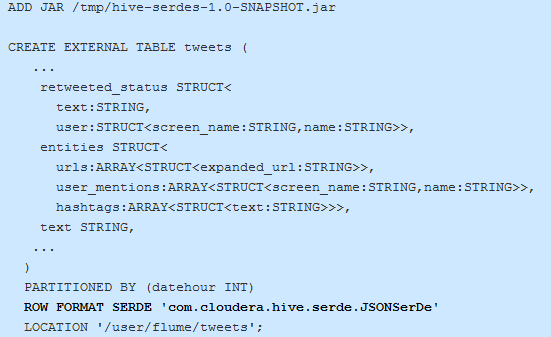 ADD JAR /tmp/hive-serdes-1.0-SNAPSHOT.jar
CREATE EXTERNAL TABLE tweets (
...
retweeted_status STRUCT<
text:STRING,
user:STRUCT<screen_name:STRING,name:STRING>>,
entities STRUCT<
urls:ARRAY<STRUCT<expanded_url:STRING>>,
user_mentions:ARRAY<STRUCT<screen_name:STRING,name:STRING>>,
hashtags:ARRAY<STRUCT<text:STRING>>>,
text STRING,
...
)
PARTITIONED BY (datehour INT)
ROW FORMAT SERDE 'com.cloudera.hive.serde.JSONSerDe'
LOCATION '/user/flume/tweets';